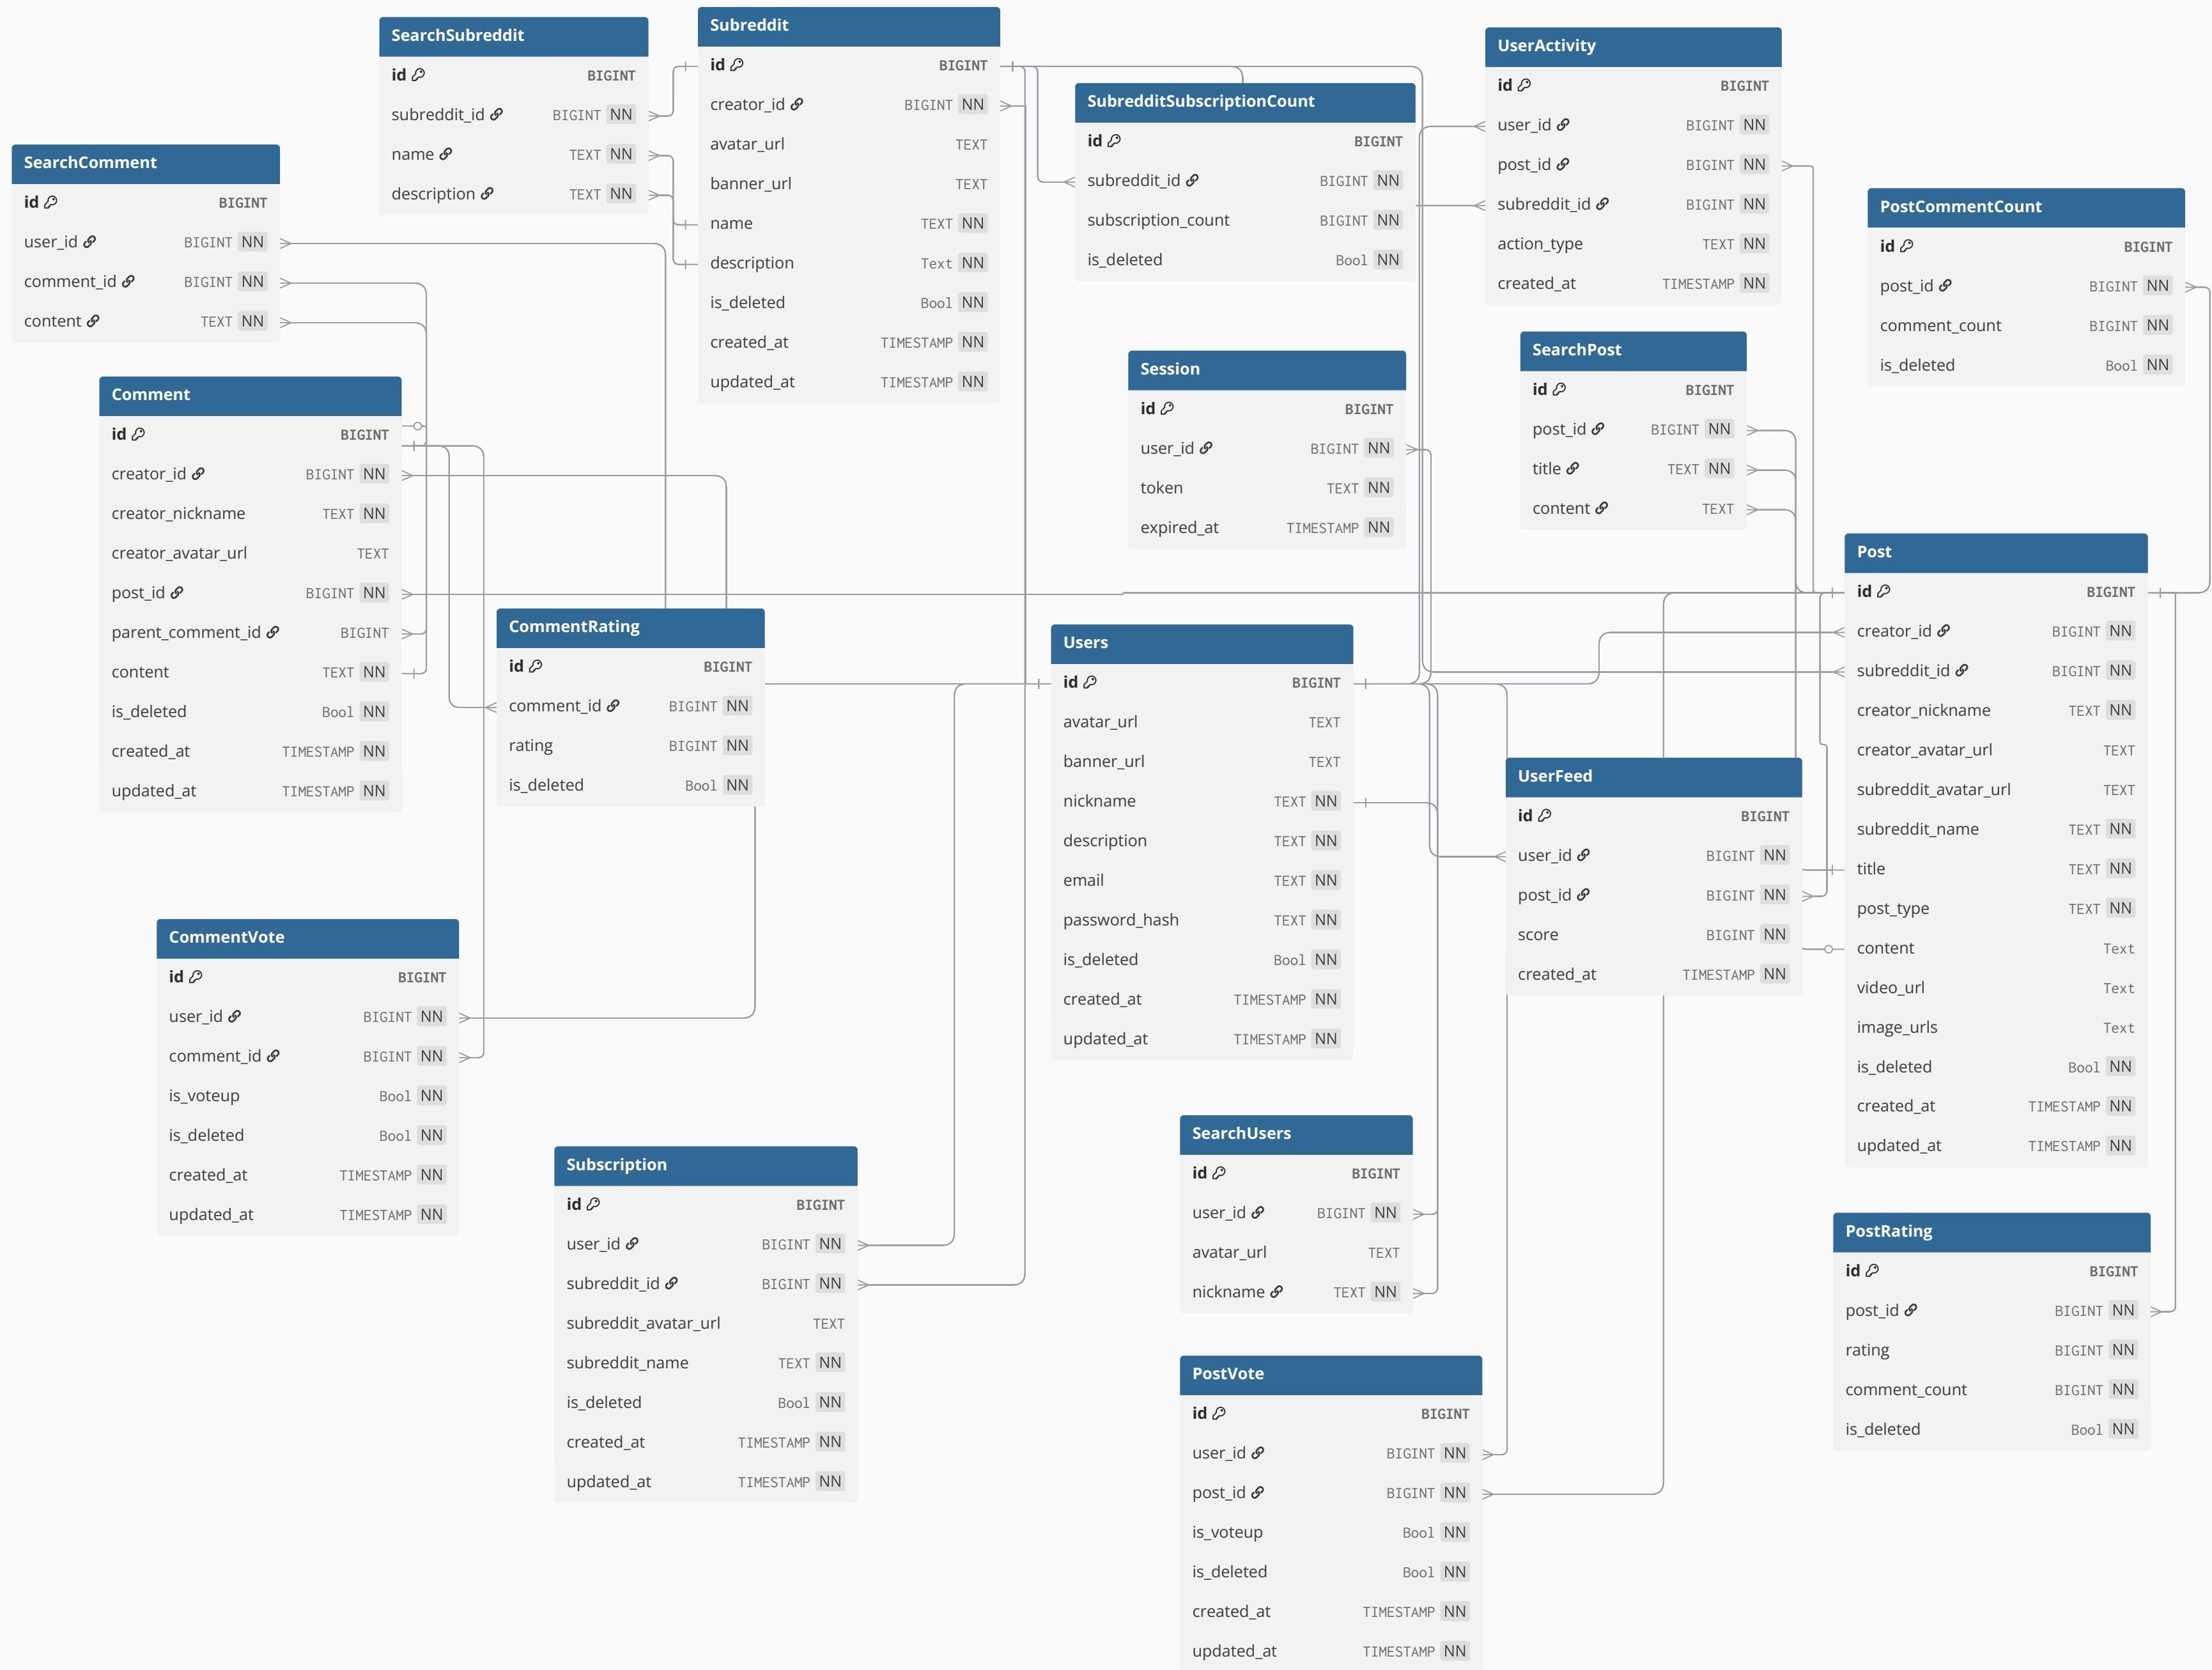 SearchSubreddit
id BIGINT
subreddit_id BIGINT NN
name TEXT NN
description TEXT NN
Subreddit
id BIGINT
creator_id BIGINT NN
avatar_url TEXT
banner_url TEXT
name TEXT NN
description Text NN
is_deleted Bool NN
created_at TIMESTAMP NN
updated_at TIMESTAMP NN
SubredditSubscriptionCount
id BIGINT
subreddit_id BIGINT NN
subscription_count BIGINT NN
is_deleted Bool NN
UserActivity
id BIGINT
user_id BIGINT NN
post_id BIGINT NN
subreddit_id BIGINT NN
action_type TEXT NN
created_at TIMESTAMP NN
SearchComment
id BIGINT
user_id BIGINT NN
comment_id BIGINT NN
content TEXT NN
PostCommentCount
id BIGINT
post_id BIGINT NN
comment_count BIGINT NN
is_deleted Bool NN
Session
id BIGINT
user_id BIGINT NN
token TEXT NN
expired_at TIMESTAMP NN
SearchPost
id BIGINT
post_id BIGINT NN
title TEXT NN
content TEXT
Comment
id BIGINT
creator_id BIGINT NN
creator_nickname TEXT NN
creator_avatar_url TEXT
post_id BIGINT NN
parent_comment_id BIGINT
content TEXT NN
is_deleted Bool NN
created_at TIMESTAMP NN
updated_at TIMESTAMP NN
CommentRating
id BIGINT
comment_id BIGINT NN
rating BIGINT NN
is_deleted Bool NN
Users
id BIGINT
avatar_url TEXT
banner_url TEXT
nickname TEXT NN
description TEXT NN
email TEXT NN
password_hash TEXT NN
is_deleted Bool NN
created_at TIMESTAMP NN
updated_at TIMESTAMP NN
Post
id BIGINT
creator_id BIGINT NN
subreddit_id BIGINT NN
creator_nickname TEXT NN
creator_avatar_url TEXT
subreddit_avatar_url TEXT
subreddit_name TEXT NN
title TEXT NN
post_type TEXT NN
content Text
video_url Text
image_urls Text
is_deleted Bool NN
created_at TIMESTAMP NN
updated_at TIMESTAMP NN
UserFeed
id BIGINT
user_id BIGINT NN
post_id BIGINT NN
score BIGINT NN
created_at TIMESTAMP NN
CommentVote
id BIGINT
user_id BIGINT NN
comment_id BIGINT NN
is_voteup Bool NN
is_deleted Bool NN
created_at TIMESTAMP NN
updated_at TIMESTAMP NN
Subscription
id BIGINT
user_id BIGINT NN
subreddit_id BIGINT NN
subreddit_avatar_url TEXT
subreddit_name TEXT NN
is_deleted Bool NN
created_at TIMESTAMP NN
updated_at TIMESTAMP NN
SearchUsers
id BIGINT
user_id BIGINT NN
avatar_url TEXT
nickname TEXT NN
PostRating
id BIGINT
post_id BIGINT NN
rating BIGINT NN
comment_count BIGINT NN
is_deleted Bool NN
PostVote
id BIGINT
user_id BIGINT NN
post_id BIGINT NN
is_voteup Bool NN
is_deleted Bool NN
created_at TIMESTAMP NN
updated_at TIMESTAMP NN